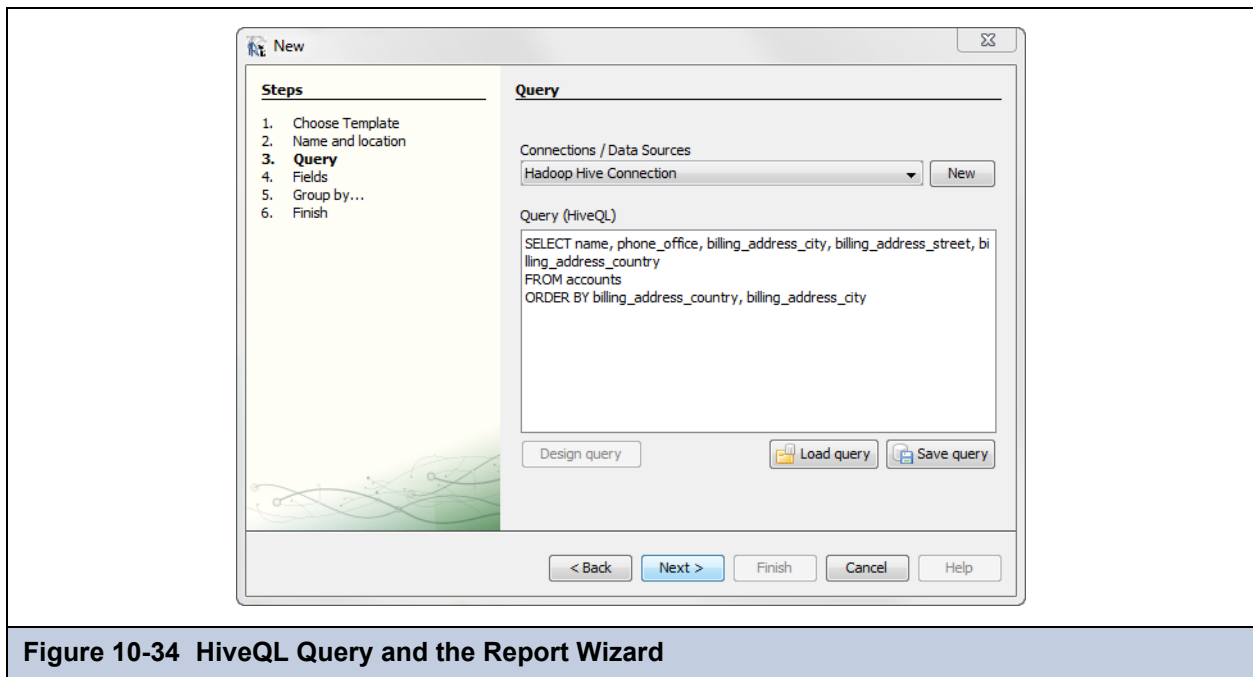 New
Steps
1. Choose Template
2. Name and location
3. Query
4. Fields
5. Group by...
6. Finish
Query
Connections / Data Sources
Hadoop Hive Connection
New
Query (HiveQL)
SELECT name, phone_office, billing_address_city, billing_address_street, bi
lling_address_country
FROM accounts
ORDER BY billing_address_country, billing_address_city
Design query
Load query
Save query
< Back
Next >
Finish
Cancel
Help
Figure 10-34 HiveQL Query and the Report Wizard